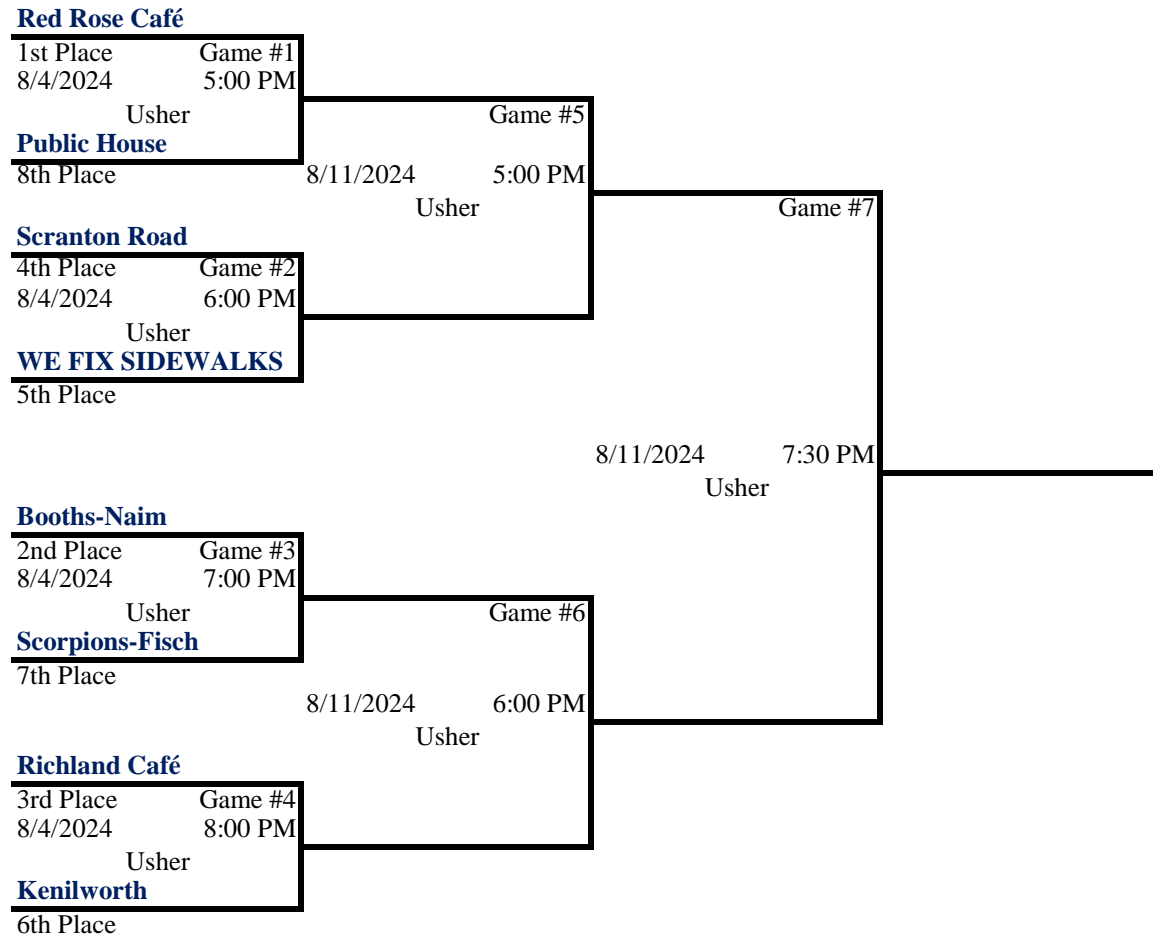 Red Rose Café
1st Place Game #1
8/4/2024 5:00 PM
Usher
Public House
8th Place
Game #5
8/11/2024 5:00 PM
Usher
Scranton Road
4th Place Game #2
8/4/2024 6:00 PM
Usher
WE FIX SIDEWALKS
5th Place
Game #7
8/11/2024 7:30 PM
Usher
Booths-Naim
2nd Place Game #3
8/4/2024 7:00 PM
Usher
Scorpions-Fisch
7th Place
Game #6
8/11/2024 6:00 PM
Usher
Richland Café
3rd Place Game #4
8/4/2024 8:00 PM
Usher
Kenilworth
6th Place